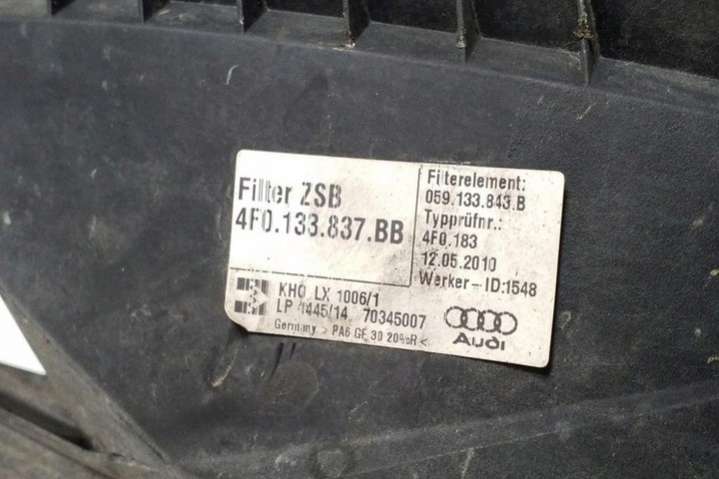 Filter ZSB
4F0.133.837.BB
Filterelement:
059.133.843.B
Typprüfnr.:
4F0.183
12.05.2010
Werker-ID:1548
KHO LX 1006/1
LP 1445/14 70345007
Germany > PA6 GF 30 20%R <
Audi